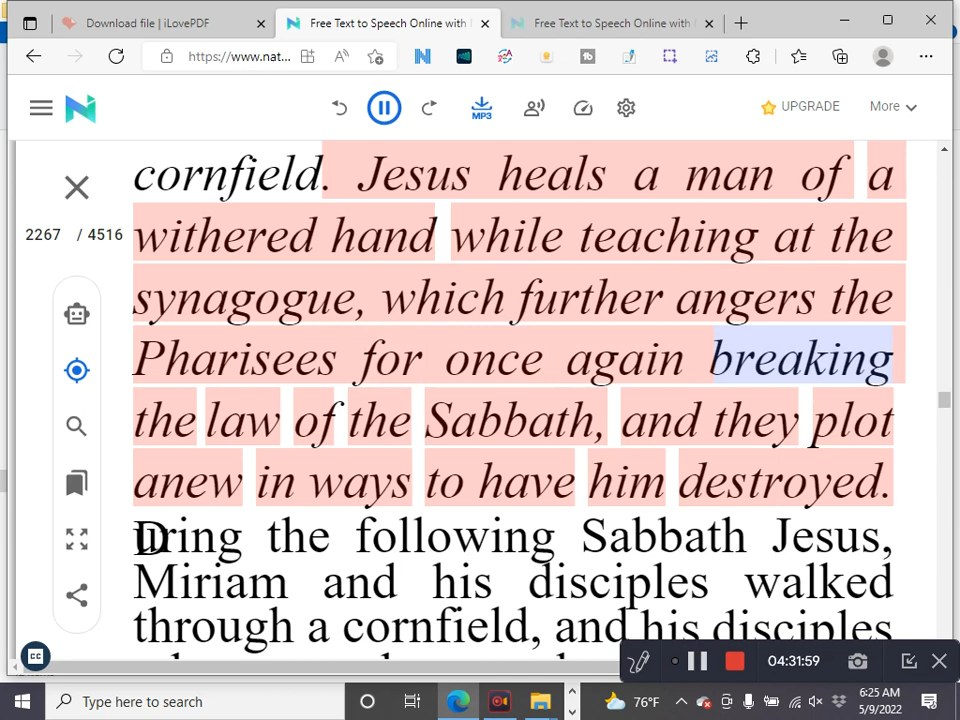 Download file | iLovePDF
Free Text to Speech Online with
Free Text to Speech Online with
https://www.nat...
UPGRADE
More
MP3
2267 / 4516
cornfield. Jesus heals a man of a
withered hand while teaching at the
synagogue, which further angers the
Pharisees for once again breaking
the law of the Sabbath, and they plot
anew in ways to have him destroyed.
During the following Sabbath Jesus,
Miriam and his disciples walked
through a cornfield, and his disciples
CC
04:31:59
Type here to search
76°F
6:25 AM
5/9/2022